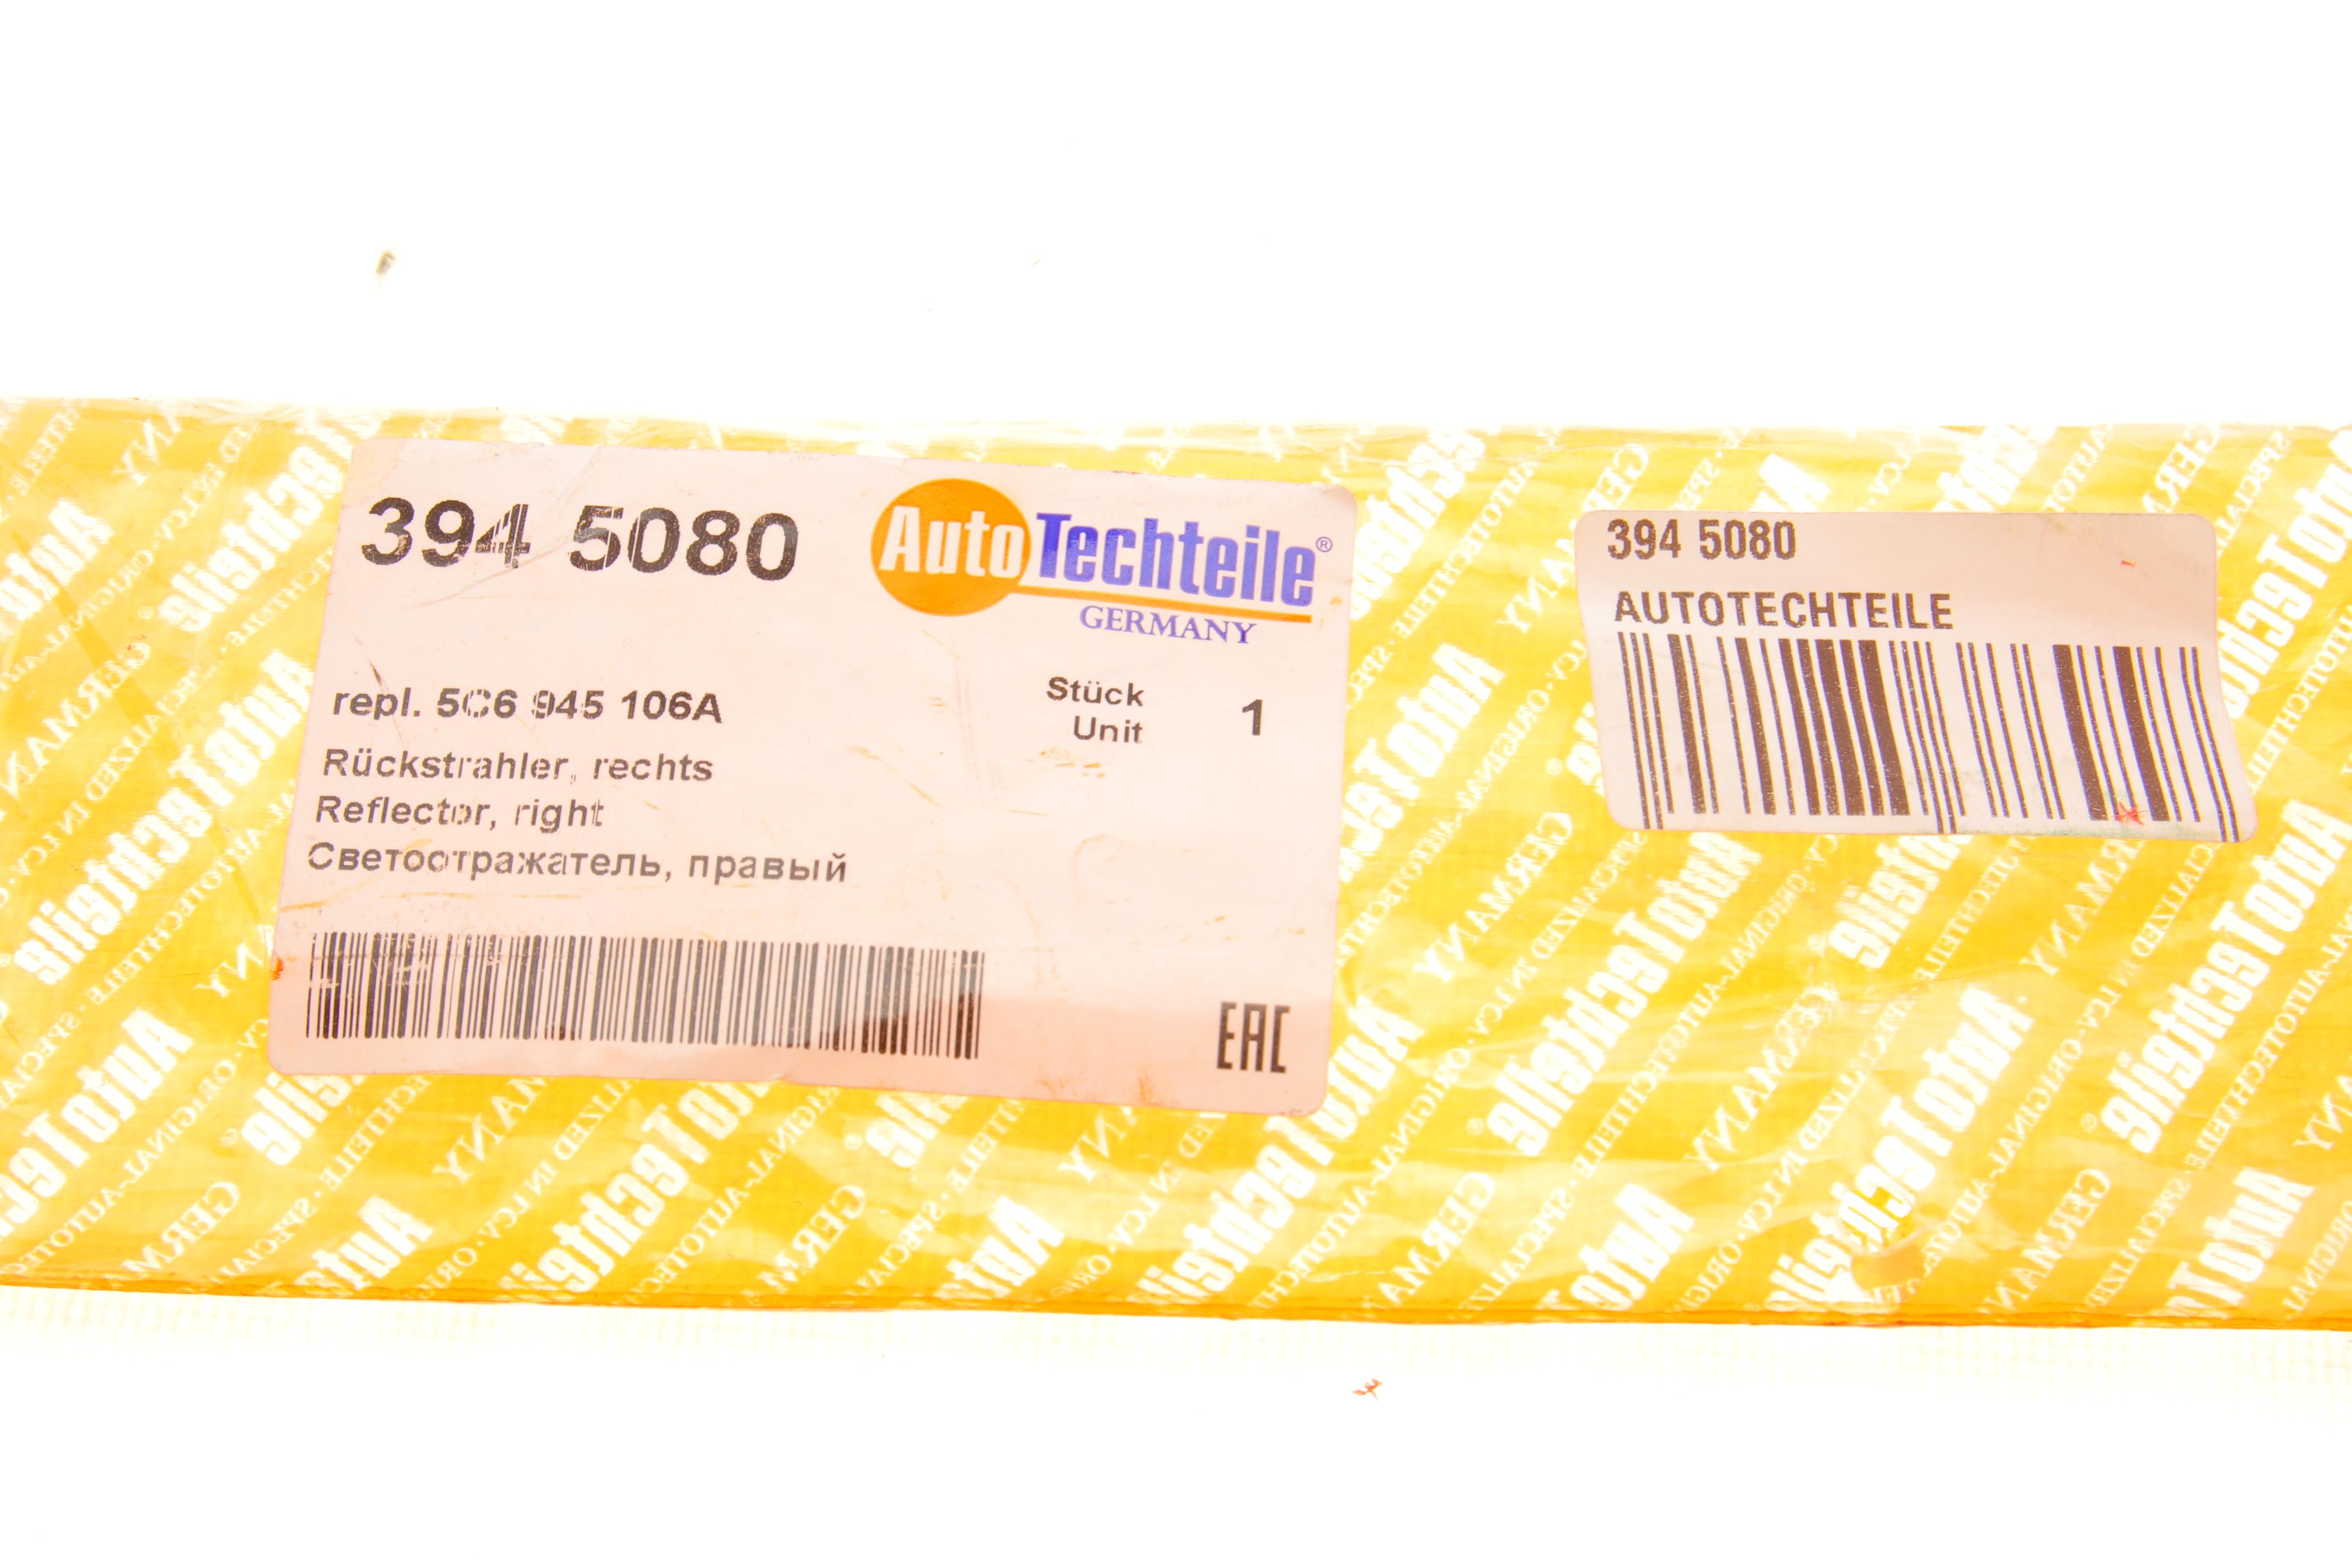 394 5080
AutoTechteile®
GERMANY
repl. 5C6 945 106A
Stück
Unit
1
Rückstrahler, rechts
Reflector, right
Светоотражатель, правый
EAC
394 5080
AUTOTECHTEILE